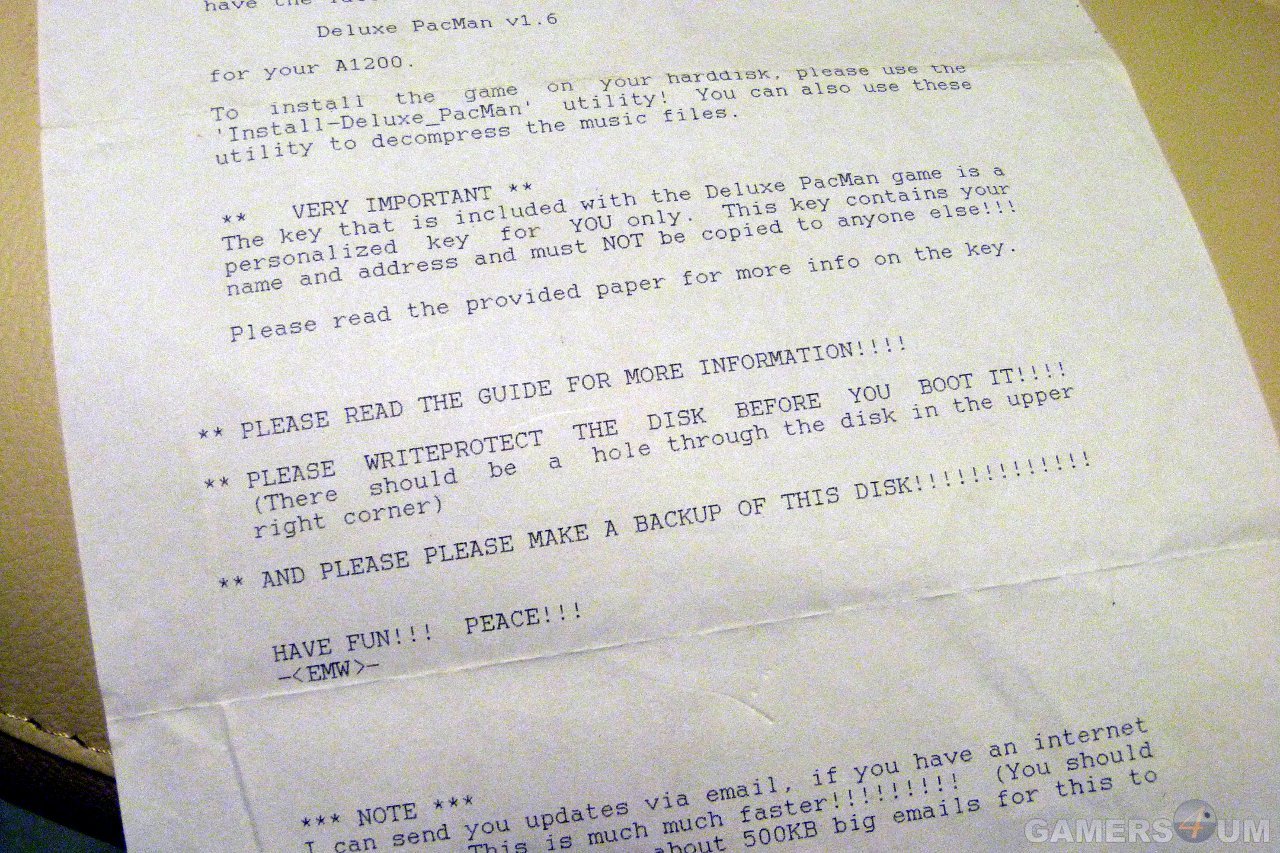 have the
Deluxe PacMan v1.6
for your A1200.
To install the game on your harddisk, please use the
'Install-Deluxe_PacMan' utility! You can also use these
utility to decompress the music files.
** VERY IMPORTANT **
The key that is included with the Deluxe PacMan game is a
personalized key for YOU only. This key contains your
name and address and must NOT be copied to anyone else!!!
Please read the provided paper for more info on the key.
** PLEASE READ THE GUIDE FOR MORE INFORMATION!!!!
** PLEASE WRITEPROTECT THE DISK BEFORE YOU BOOT IT!!!!
(There should be a hole through the disk in the upper
right corner)
** AND PLEASE PLEASE MAKE A BACKUP OF THIS DISK!!!!!!!!!!!!!
HAVE FUN!!! PEACE!!!
-<EMW>-
*** NOTE ***
I can send you updates via email, if you have an internet
This is much much faster!!!!!!!!! (You should
about 500KB big emails for this to
GAMERS4UM